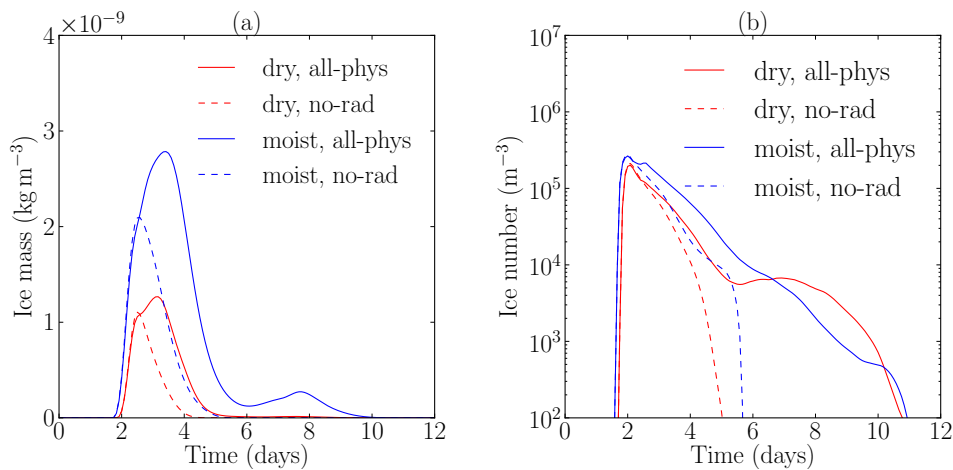 (a)
4 ×10⁻⁹
3
2
1
0
0 2 4 6 8 10 12
Time (days)
Ice mass (kg m⁻³)
dry, all-phys
dry, no-rad
moist, all-phys
moist, no-rad
(b)
10⁷
10⁶
10⁵
10⁴
10³
10²
0 2 4 6 8 10 12
Time (days)
Ice number (m⁻³)
dry, all-phys
dry, no-rad
moist, all-phys
moist, no-rad